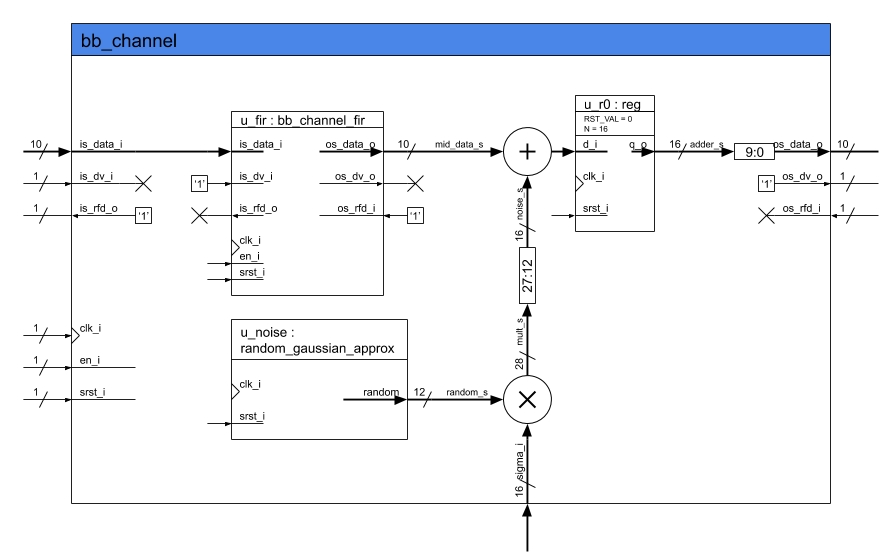 bb_channel
u_r0 : reg
RST_VAL = 0
N = 16
u_fir : bb_channel_fir
10 is_data_i
is_data_i
os_data_o 10 mid_data_s
+
d_i
q_o 16 adder_s
9:0
os_data_o 10
1 is_dv_i
'1' is_dv_i
os_dv_o
clk_i
'1' os_dv_o 1
1 is_rfd_o '1'
is_rfd_o
os_rfd_i '1'
srst_i
os_rfd_i 1
16 noise_s
clk_i
en_i
srst_i
27:12
1 clk_i
u_noise :
random_gaussian_approx
28 mult_s
1 en_i
clk_i
1 srst_i
random 12 random_s
srst_i
16 sigma_i